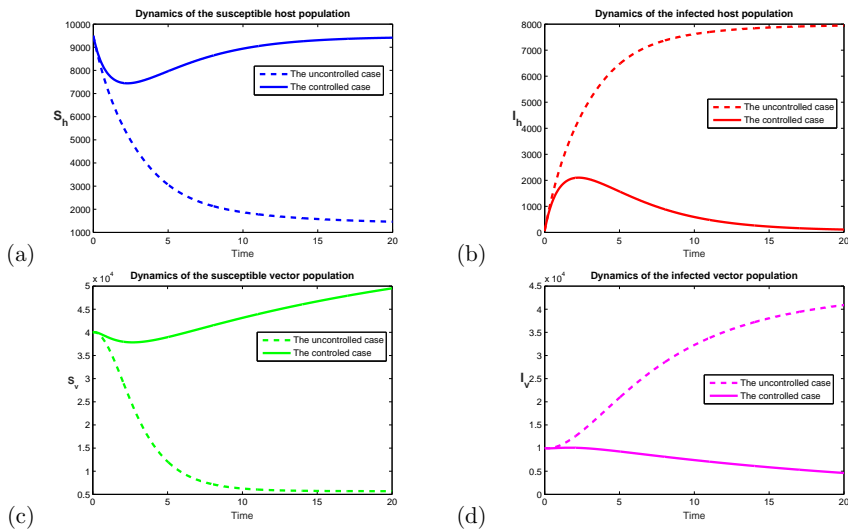 Dynamics of the susceptible host population
10000
9000
8000
7000
6000
5000
4000
3000
2000
1000
S_h
The uncontrolled case
The controlled case
0 5 10 15 20
Time
(a)
Dynamics of the infected host population
8000
7000
6000
5000
4000
3000
2000
1000
0
I_h
The uncontrolled case
The controlled case
0 5 10 15 20
Time
(b)
Dynamics of the susceptible vector population
x 10^4
5
4.5
4
3.5
3
2.5
2
1.5
1
0.5
S_v
The uncontrolled case
The controled case
0 5 10 15 20
Time
(c)
Dynamics of the infected vector population
x 10^4
4.5
4
3.5
3
2.5
2
1.5
1
0.5
0
I_v
The uncontrolled case
The controlled case
0 5 10 15 20
Time
(d)